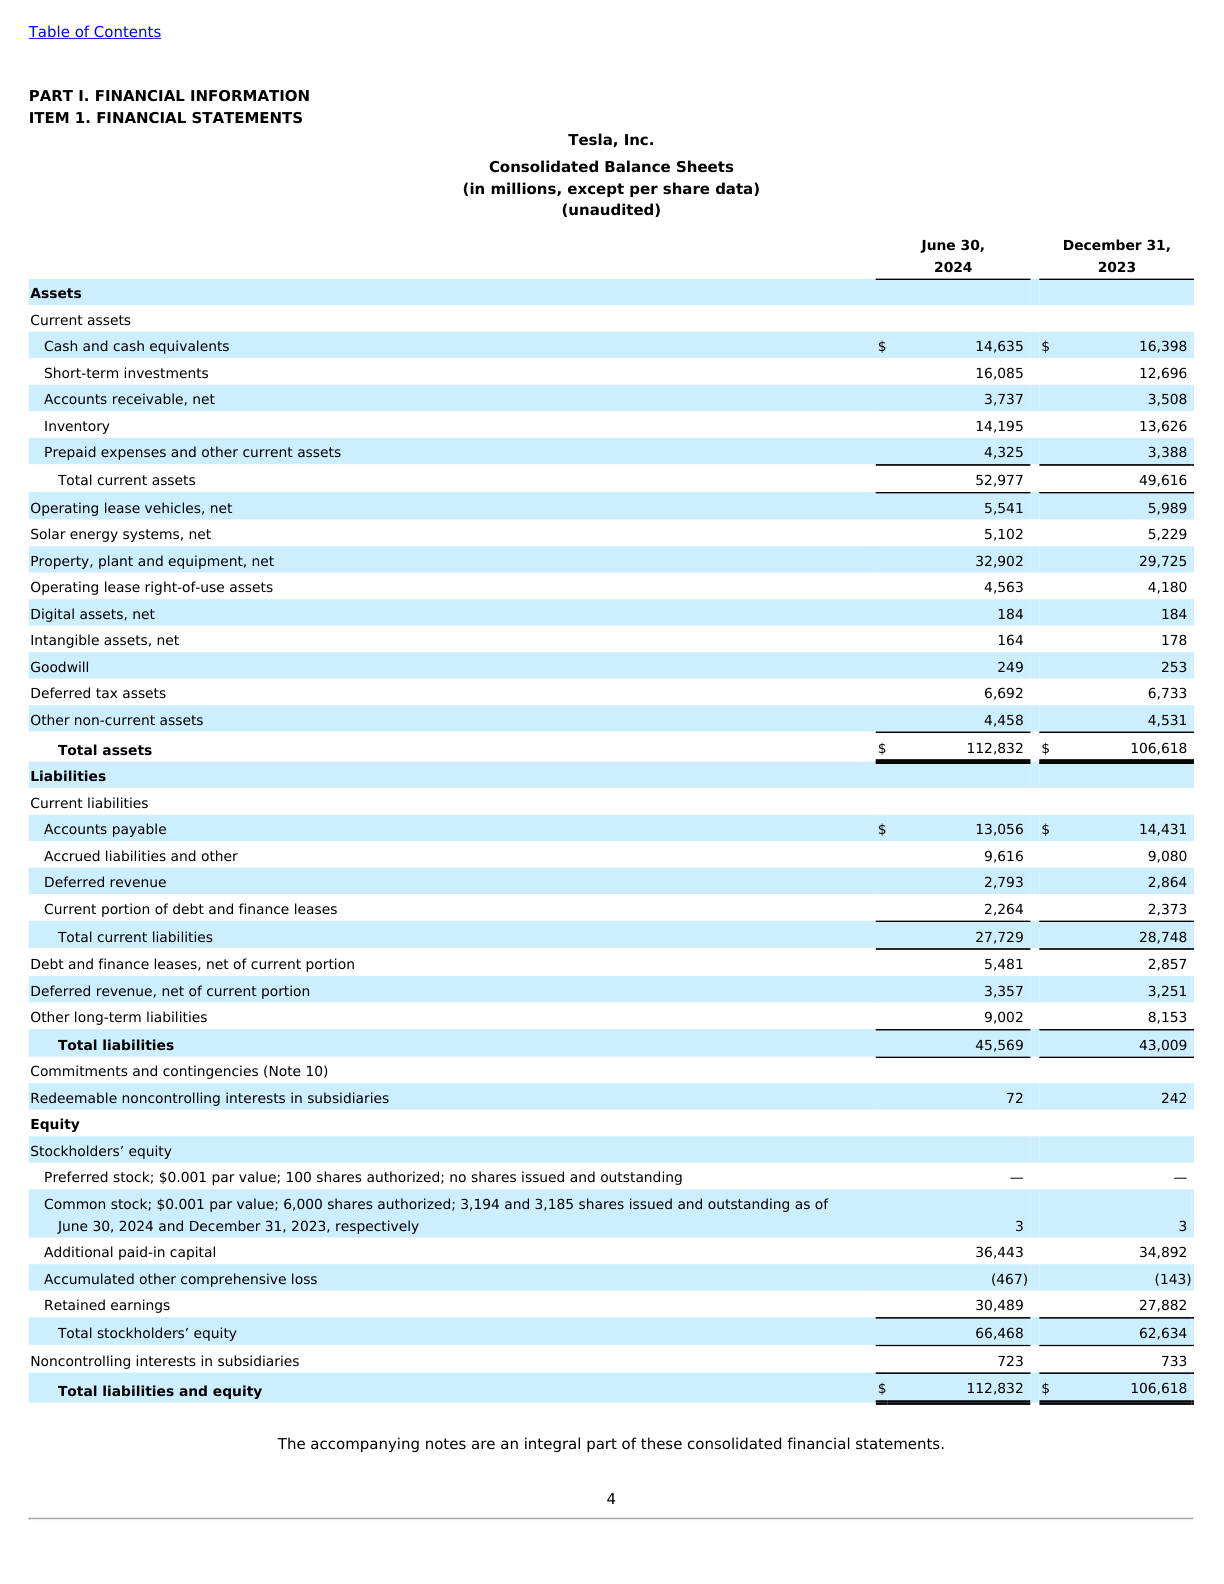 Table of Contents
PART I. FINANCIAL INFORMATION
ITEM 1. FINANCIAL STATEMENTS
Tesla, Inc.
Consolidated Balance Sheets
(in millions, except per share data)
(unaudited)
June 30, December 31,
2024 2023
Assets
Current assets
Cash and cash equivalents $ 14,635 $ 16,398
Short-term investments 16,085 12,696
Accounts receivable, net 3,737 3,508
Inventory 14,195 13,626
Prepaid expenses and other current assets 4,325 3,388
Total current assets 52,977 49,616
Operating lease vehicles, net 5,541 5,989
Solar energy systems, net 5,102 5,229
Property, plant and equipment, net 32,902 29,725
Operating lease right-of-use assets 4,563 4,180
Digital assets, net 184 184
Intangible assets, net 164 178
Goodwill 249 253
Deferred tax assets 6,692 6,733
Other non-current assets 4,458 4,531
Total assets $ 112,832 $ 106,618
Liabilities
Current liabilities
Accounts payable $ 13,056 $ 14,431
Accrued liabilities and other 9,616 9,080
Deferred revenue 2,793 2,864
Current portion of debt and finance leases 2,264 2,373
Total current liabilities 27,729 28,748
Debt and finance leases, net of current portion 5,481 2,857
Deferred revenue, net of current portion 3,357 3,251
Other long-term liabilities 9,002 8,153
Total liabilities 45,569 43,009
Commitments and contingencies (Note 10)
Redeemable noncontrolling interests in subsidiaries 72 242
Equity
Stockholders’ equity
Preferred stock; $0.001 par value; 100 shares authorized; no shares issued and outstanding — —
Common stock; $0.001 par value; 6,000 shares authorized; 3,194 and 3,185 shares issued and outstanding as of
June 30, 2024 and December 31, 2023, respectively 3 3
Additional paid-in capital 36,443 34,892
Accumulated other comprehensive loss (467) (143)
Retained earnings 30,489 27,882
Total stockholders’ equity 66,468 62,634
Noncontrolling interests in subsidiaries 723 733
Total liabilities and equity $ 112,832 $ 106,618
The accompanying notes are an integral part of these consolidated financial statements.
4